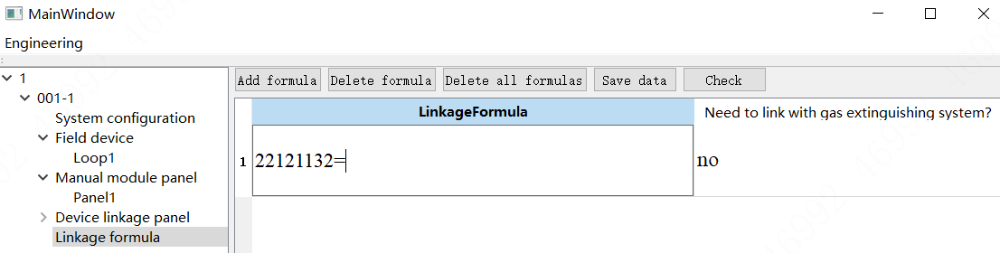 MainWindow
Engineering
1
001-1
System configuration
Field device
Loop1
Manual module panel
Panel1
Device linkage panel
Linkage formula
Add formula Delete formula Delete all formulas Save data Check
LinkageFormula Need to link with gas extinguishing system?
1 22121132= no